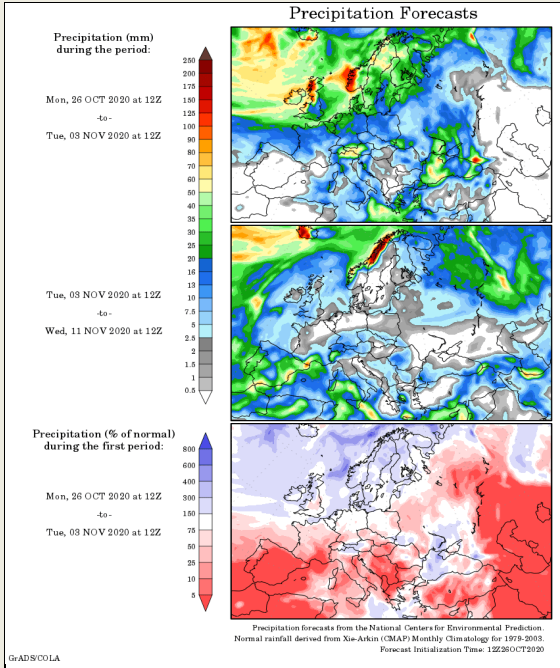 Precipitation Forecasts
Precipitation (mm)
during the period:
Mon, 26 OCT 2020 at 12Z
-to-
Tue, 03 NOV 2020 at 12Z
250
200
175
150
125
100
90
80
70
60
50
40
35
30
25
20
16
13
10
7.5
5
2.5
2
1.5
1
0.5
Tue, 03 NOV 2020 at 12Z
-to-
Wed, 11 NOV 2020 at 12Z
Precipitation (% of normal)
during the first period:
Mon, 26 OCT 2020 at 12Z
-to-
Tue, 03 NOV 2020 at 12Z
800
600
400
300
150
75
50
25
10
5
Precipitation forecasts from the National Centers for Environmental Prediction.
Normal rainfall derived from Xie-Arkin (CMAP) Monthly Climatology for 1979-2003.
Forecast Initialization Time: 12Z26OCT2020
GrADS/COLA